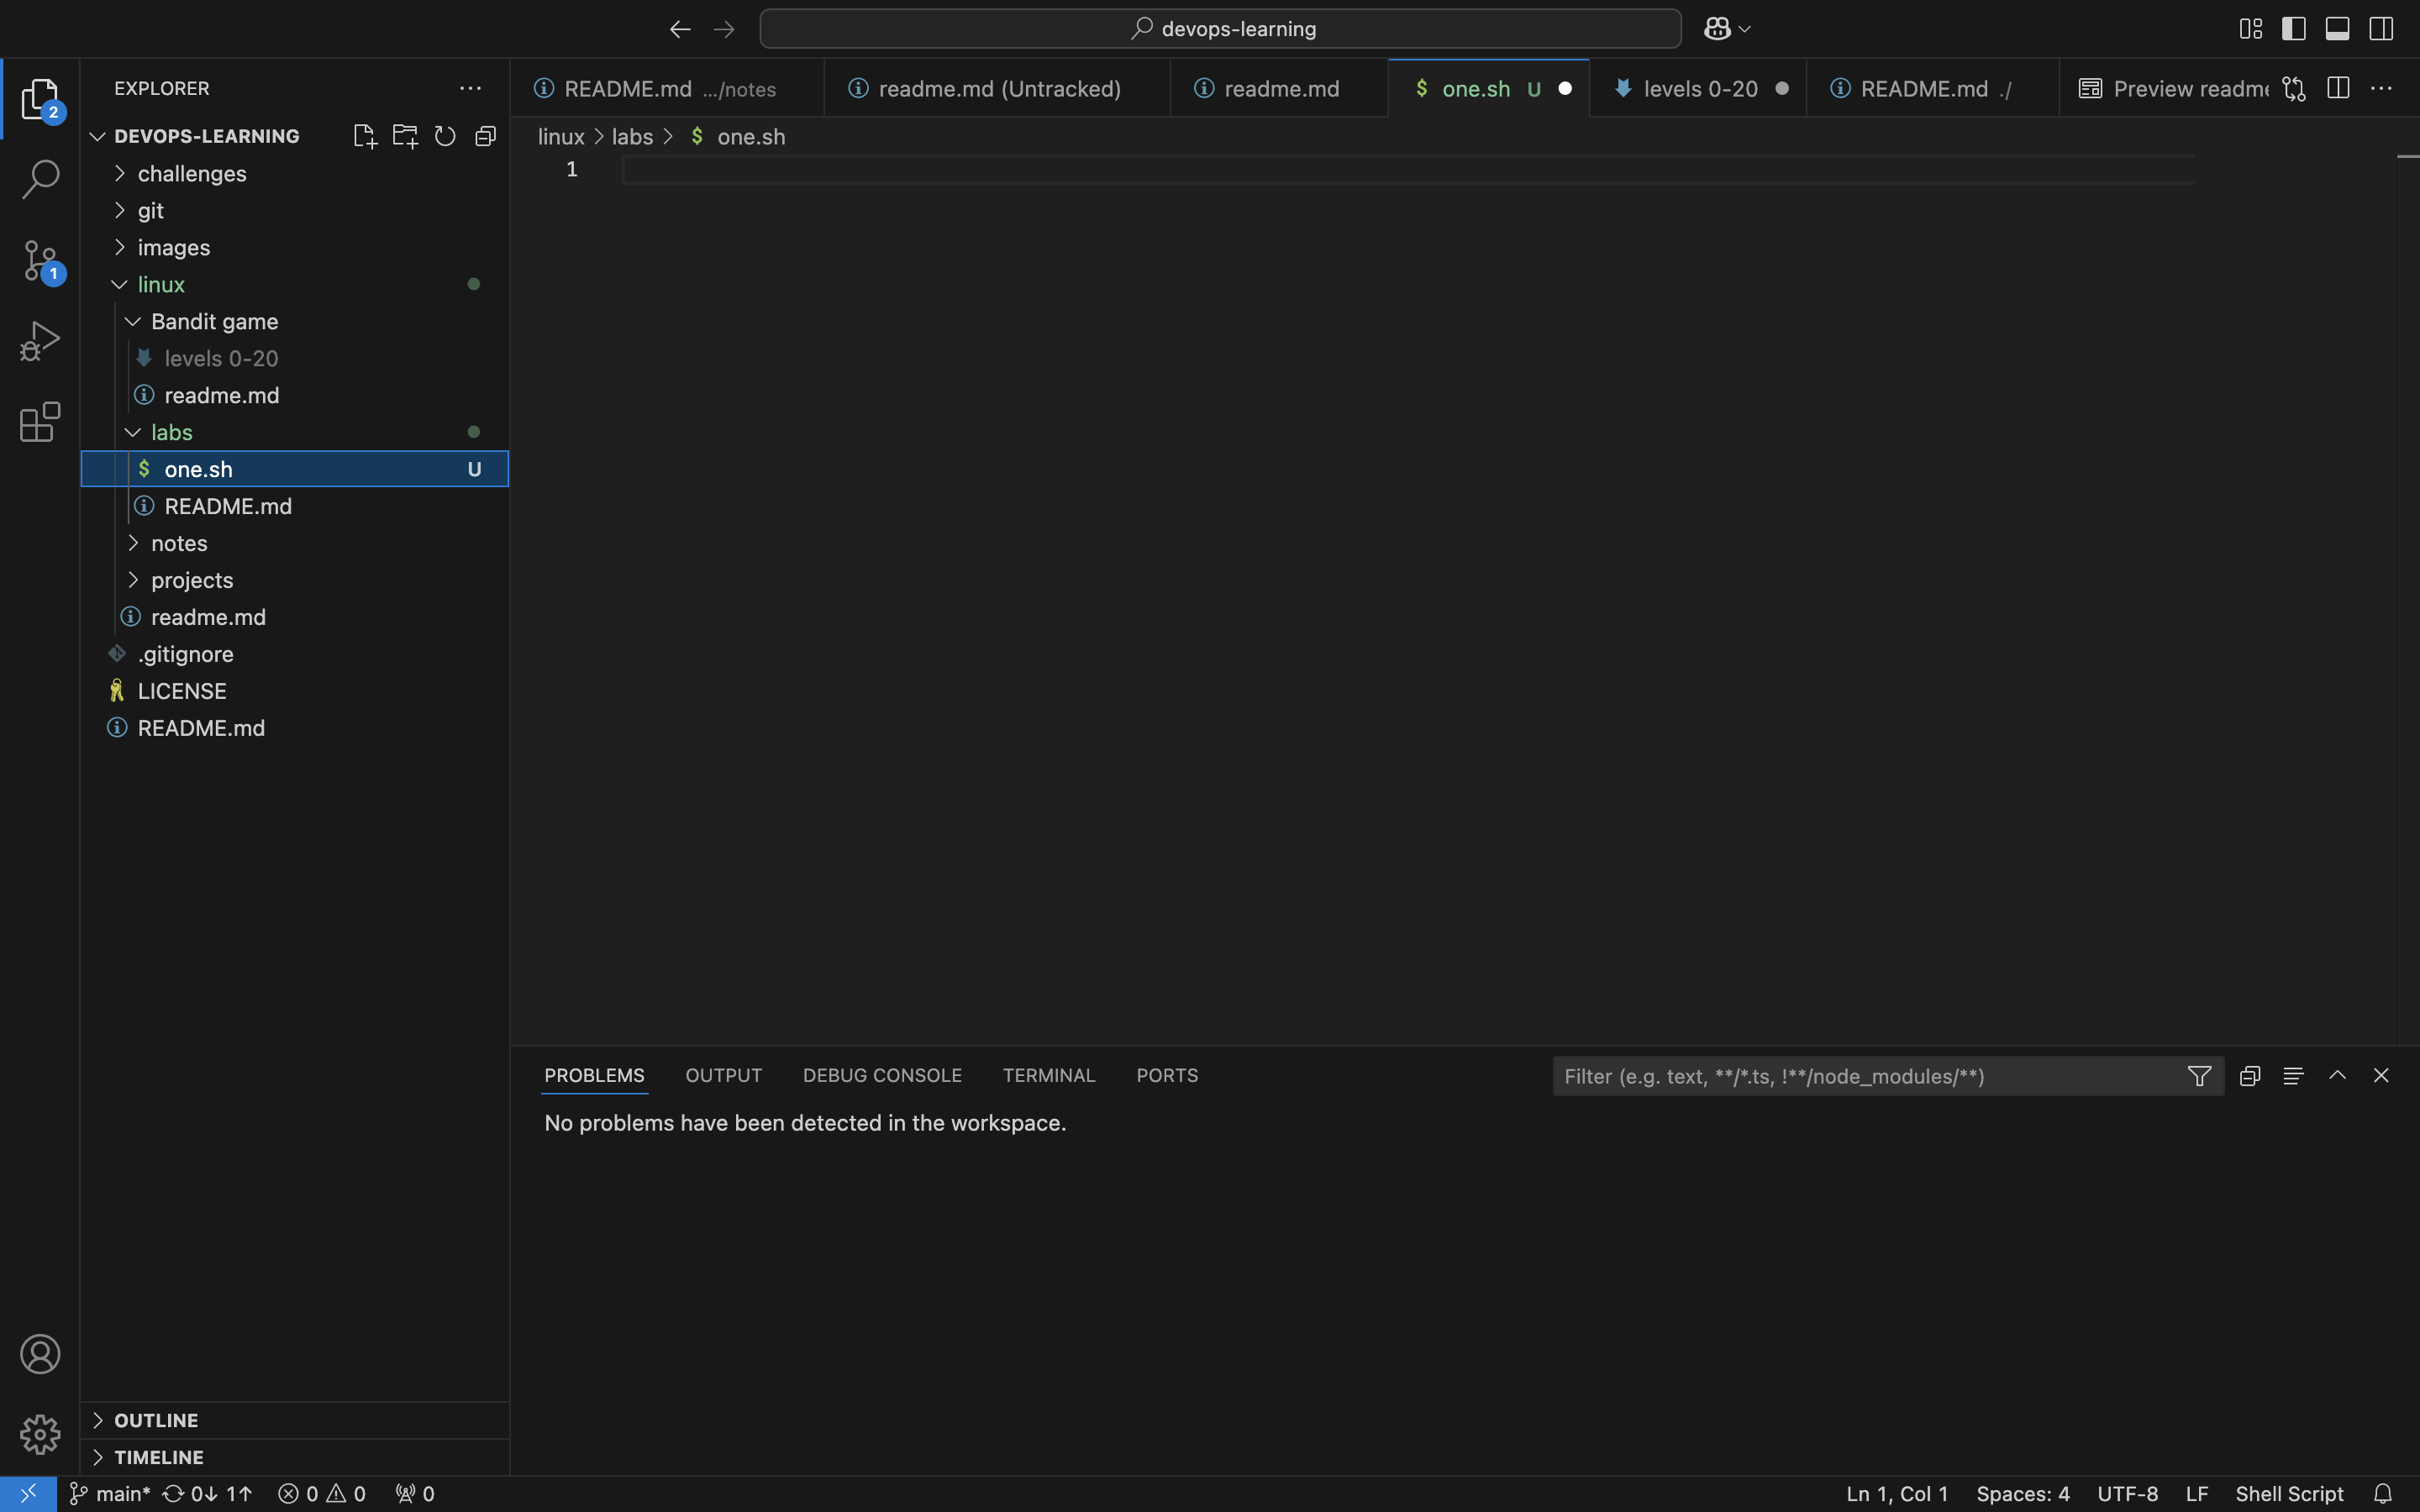 devops-learning
EXPLORER
README.md .../notes
readme.md (Untracked)
readme.md
$ one.sh U
levels 0-20
README.md ./
Preview readme
2
DEVOPS-LEARNING
linux > labs > $ one.sh
1
challenges
git
images
1
linux
Bandit game
levels 0-20
readme.md
labs
$ one.sh U
README.md
notes
projects
readme.md
.gitignore
LICENSE
README.md
PROBLEMS OUTPUT DEBUG CONSOLE TERMINAL PORTS
Filter (e.g. text, **/*.ts, !**/node_modules/**)
No problems have been detected in the workspace.
OUTLINE
TIMELINE
main* 0↓ 1↑ 0 0 0
Ln 1, Col 1 Spaces: 4 UTF-8 LF Shell Script